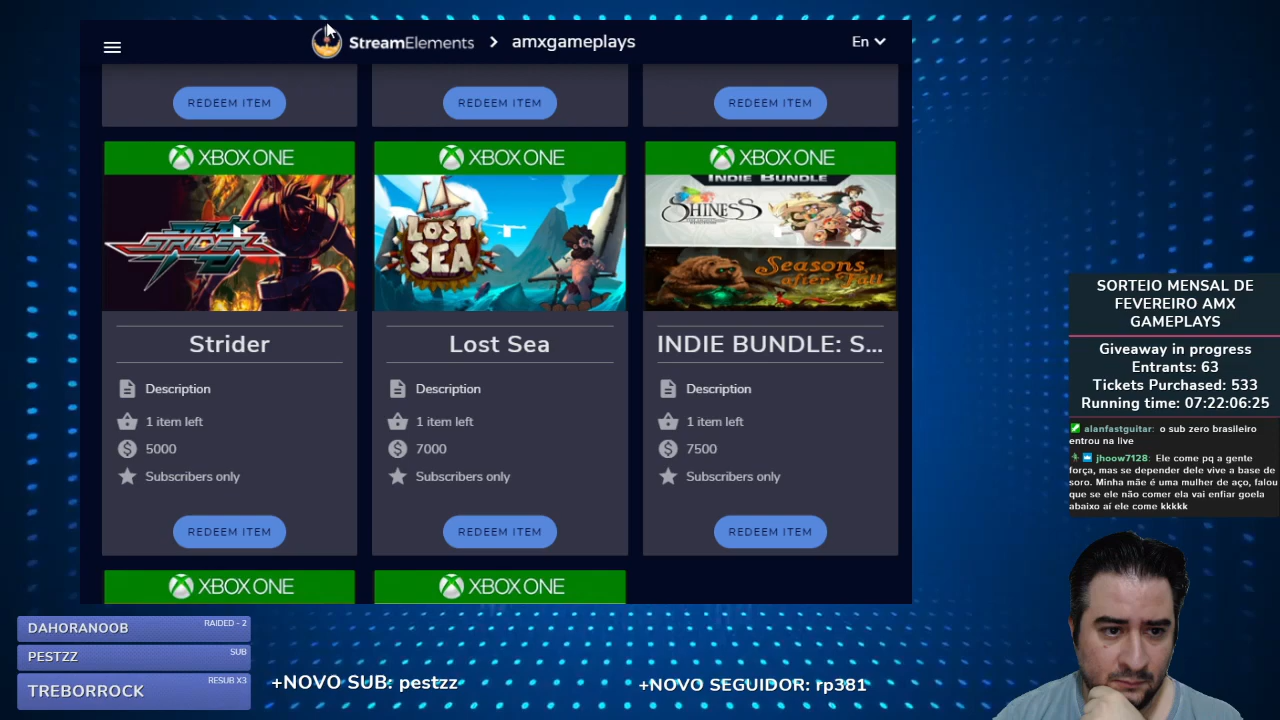 StreamElements > amxgameplays
En
REDEEM ITEM
REDEEM ITEM
REDEEM ITEM
XBOX ONE
XBOX ONE
XBOX ONE
STRIDER
LOST
SEA
INDIE BUNDLE
SHINESS
Seasons
after Fall
Strider
Lost Sea
INDIE BUNDLE: S...
Description
Description
Description
1 item left
1 item left
1 item left
5000
7000
7500
Subscribers only
Subscribers only
Subscribers only
REDEEM ITEM
REDEEM ITEM
REDEEM ITEM
XBOX ONE
XBOX ONE
SORTEIO MENSAL DE
FEVEREIRO AMX
GAMEPLAYS
Giveaway in progress
Entrants: 63
Tickets Purchased: 533
Running time: 07:22:06:25
alanfastguitar: o sub zero brasileiro
entrou na live
jhoow7128: Ele come pq a gente
força, mas se depender dele vive a base de
soro. Minha mãe é uma mulher de aço, falou
que se ele não comer ela vai enfiar goela
abaixo aí ele come kkkkk
DAHORANOOB RAIDED - 2
PESTZZ SUB
TREBORROCK RESUB X3
+NOVO SUB: pestzz
+NOVO SEGUIDOR: rp381